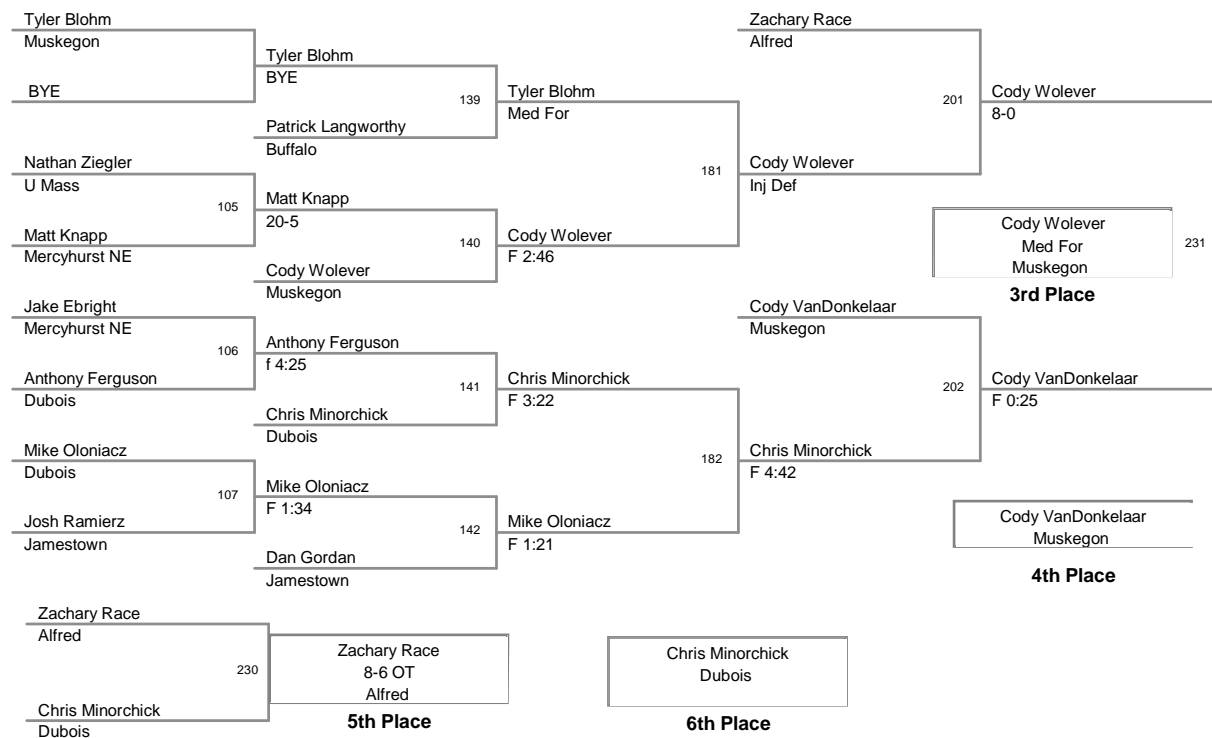 Tyler Blohm
Muskegon
BYE
Nathan Ziegler
U Mass
105
Matt Knapp
Mercyhurst NE
Jake Ebright
Mercyhurst NE
106
Anthony Ferguson
Dubois
Mike Oloniacz
Dubois
107
Josh Ramierz
Jamestown
Tyler Blohm
BYE
139
Patrick Langworthy
Buffalo
Matt Knapp
20-5
140
Cody Wolever
Muskegon
Anthony Ferguson
f 4:25
141
Chris Minorchick
Dubois
Mike Oloniacz
F 1:34
142
Dan Gordan
Jamestown
Tyler Blohm
Med For
181
Cody Wolever
F 2:46
Chris Minorchick
F 3:22
182
Mike Oloniacz
F 1:21
Zachary Race
Alfred
201
Cody Wolever
Inj Def
Cody VanDonkelaar
Muskegon
202
Chris Minorchick
F 4:42
Cody Wolever
8-0
Cody Wolever
Med For
Muskegon
231
3rd Place
Cody VanDonkelaar
F 0:25
Cody VanDonkelaar
Muskegon
4th Place
Zachary Race
Alfred
230
Chris Minorchick
Dubois
Zachary Race
8-6 OT
Alfred
5th Place
Chris Minorchick
Dubois
6th Place